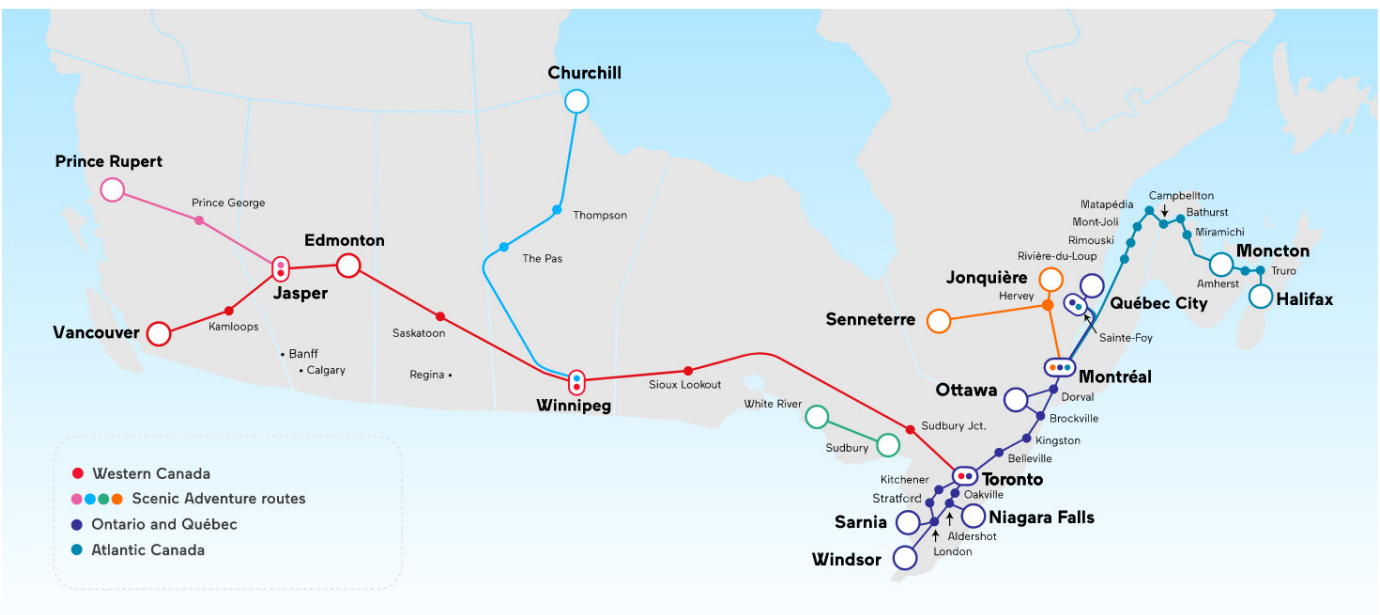 Churchill
Prince Rupert
Prince George
Thompson
Edmonton
The Pas
Jasper
Vancouver
Kamloops
Saskatoon
Banff
Calgary
Regina
Winnipeg
Sioux Lookout
White River
Sudbury
Sudbury Jct.
Campbellton
Matapédia
Bathurst
Mont-Joli
Miramichi
Rimouski
Rivière-du-Loup
Moncton
Jonquière
Truro
Amherst
Hervey
Québec City
Halifax
Senneterre
Sainte-Foy
Montréal
Ottawa
Dorval
Brockville
Kingston
Belleville
Kitchener
Toronto
Stratford
Oakville
Sarnia
Niagara Falls
Aldershot
London
Windsor
Western Canada
Scenic Adventure routes
Ontario and Québec
Atlantic Canada